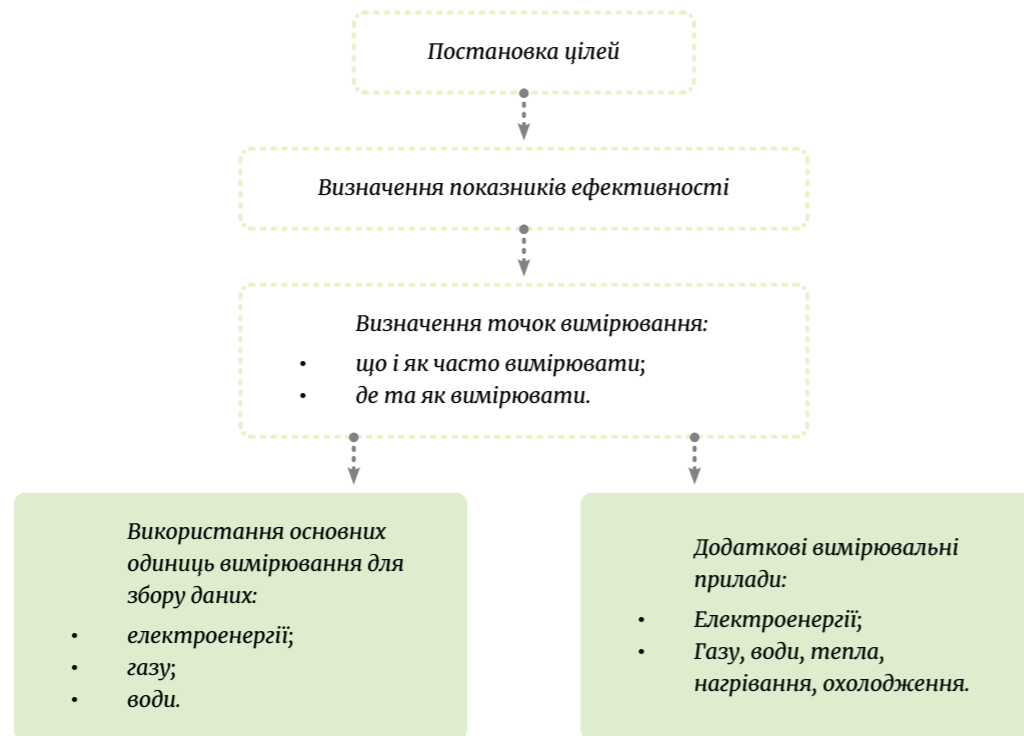 Постановка цілей
Визначення показників ефективності
Визначення точок вимірювання:
• що і як часто вимірювати;
• де та як вимірювати.
Використання основних
одиниць вимірювання для
збору даних:
• електроенергії;
• газу;
• води.
Додаткові вимірювальні
прилади:
• Електроенергії;
• Газу, води, тепла,
нагрівання, охолодження.